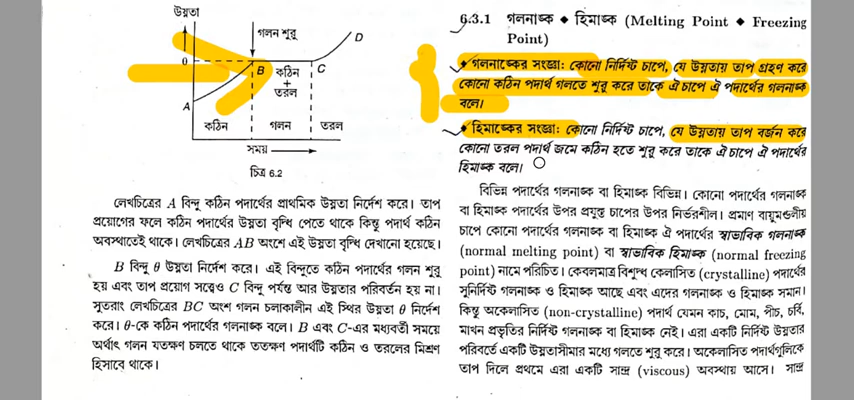 উষ্ণতা
গলন শুরু
D
θ
B
কঠিন
+
তরল
C
A
কঠিন
গলন
তরল
সময়
চিত্র 6.2
লেখচিত্রের A বিন্দু কঠিন পদার্থের প্রাথমিক উষ্ণতা নির্দেশ করে। তাপ
প্রয়োগের ফলে কঠিন পদার্থের উষ্ণতা বৃদ্ধি পেতে থাকে কিন্তু পদার্থ কঠিন
অবস্থাতেই থাকে। লেখচিত্রের AB অংশে এই উষ্ণতা বৃদ্ধি দেখানো হয়েছে।
B বিন্দু θ উষ্ণতা নির্দেশ করে। এই বিন্দুতে কঠিন পদার্থের গলন শুরু
হয় এবং তাপ প্রয়োগ সত্ত্বেও C বিন্দু পর্যন্ত আর উষ্ণতার পরিবর্তন হয় না।
সুতরাং লেখচিত্রের BC অংশ গলন চলাকালীন এই স্থির উষ্ণতা θ নির্দেশ
করে। θ-কে কঠিন পদার্থের গলনাঙ্ক বলে। B এবং C-এর মধ্যবর্তী সময়ে
অর্থাৎ গলন যতক্ষণ চলতে থাকে ততক্ষণ পদার্থটি কঠিন ও তরলের মিশ্রণ
হিসাবে থাকে।
6.3.1 গলনাঙ্ক ◆ হিমাঙ্ক (Melting Point ◆ Freezing
Point)
◆ গলনাঙ্কের সংজ্ঞা: কোনো নির্দিষ্ট চাপে, যে উষ্ণতায় তাপ গ্রহণ করে
কোনো কঠিন পদার্থ গলতে শুরু করে তাকে ঐ চাপে ঐ পদার্থের গলনাঙ্ক
বলে।
◆ হিমাঙ্কের সংজ্ঞা: কোনো নির্দিষ্ট চাপে, যে উষ্ণতায় তাপ বর্জন করে
কোনো তরল পদার্থ জমে কঠিন হতে শুরু করে তাকে ঐ চাপে ঐ পদার্থের
হিমাঙ্ক বলে।
বিভিন্ন পদার্থের গলনাঙ্ক বা হিমাঙ্ক বিভিন্ন। কোনো পদার্থের গলনাঙ্ক
বা হিমাঙ্ক পদার্থের উপর প্রযুক্ত চাপের উপর নির্ভরশীল। প্রমাণ বায়ুমণ্ডলীয়
চাপে কোনো পদার্থের গলনাঙ্ক বা হিমাঙ্ককে ঐ পদার্থের স্বাভাবিক গলনাঙ্ক
(normal melting point) বা স্বাভাবিক হিমাঙ্ক (normal freezing
point) নামে পরিচিত। কেবলমাত্র বিশুদ্ধ কেলাসিত (crystalline) পদার্থের
সুনির্দিষ্ট গলনাঙ্ক ও হিমাঙ্ক আছে এবং এদের গলনাঙ্ক ও হিমাঙ্ক সমান।
কিন্তু অকেলাসিত (non-crystalline) পদার্থ যেমন কাচ, মোম, পীচ, চর্বি,
মাখন প্রভৃতির নির্দিষ্ট গলনাঙ্ক বা হিমাঙ্ক নেই। এরা একটি নির্দিষ্ট উষ্ণতার
পরিবর্তে একটি উষ্ণতাসীমার মধ্যে গলতে শুরু করে। অকেলাসিত পদার্থগুলিকে
তাপ দিলে প্রথমে এরা একটি সান্দ্র (viscous) অবস্থায় আসে। সান্দ্র